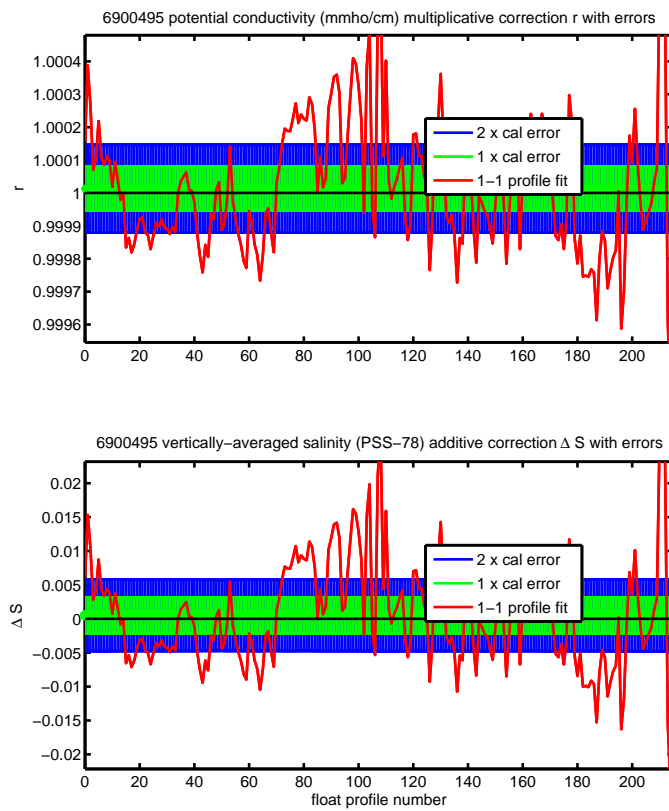 6900495 potential conductivity (mmho/cm) multiplicative correction r with errors
1.0004
1.0003
1.0002
1.0001
1
0.9999
0.9998
0.9997
0.9996
r
2 x cal error
1 x cal error
1−1 profile fit
0 20 40 60 80 100 120 140 160 180 200
6900495 vertically−averaged salinity (PSS−78) additive correction Δ S with errors
0.02
0.015
0.01
0.005
0
−0.005
−0.01
−0.015
−0.02
Δ S
2 x cal error
1 x cal error
1−1 profile fit
0 20 40 60 80 100 120 140 160 180 200
float profile number